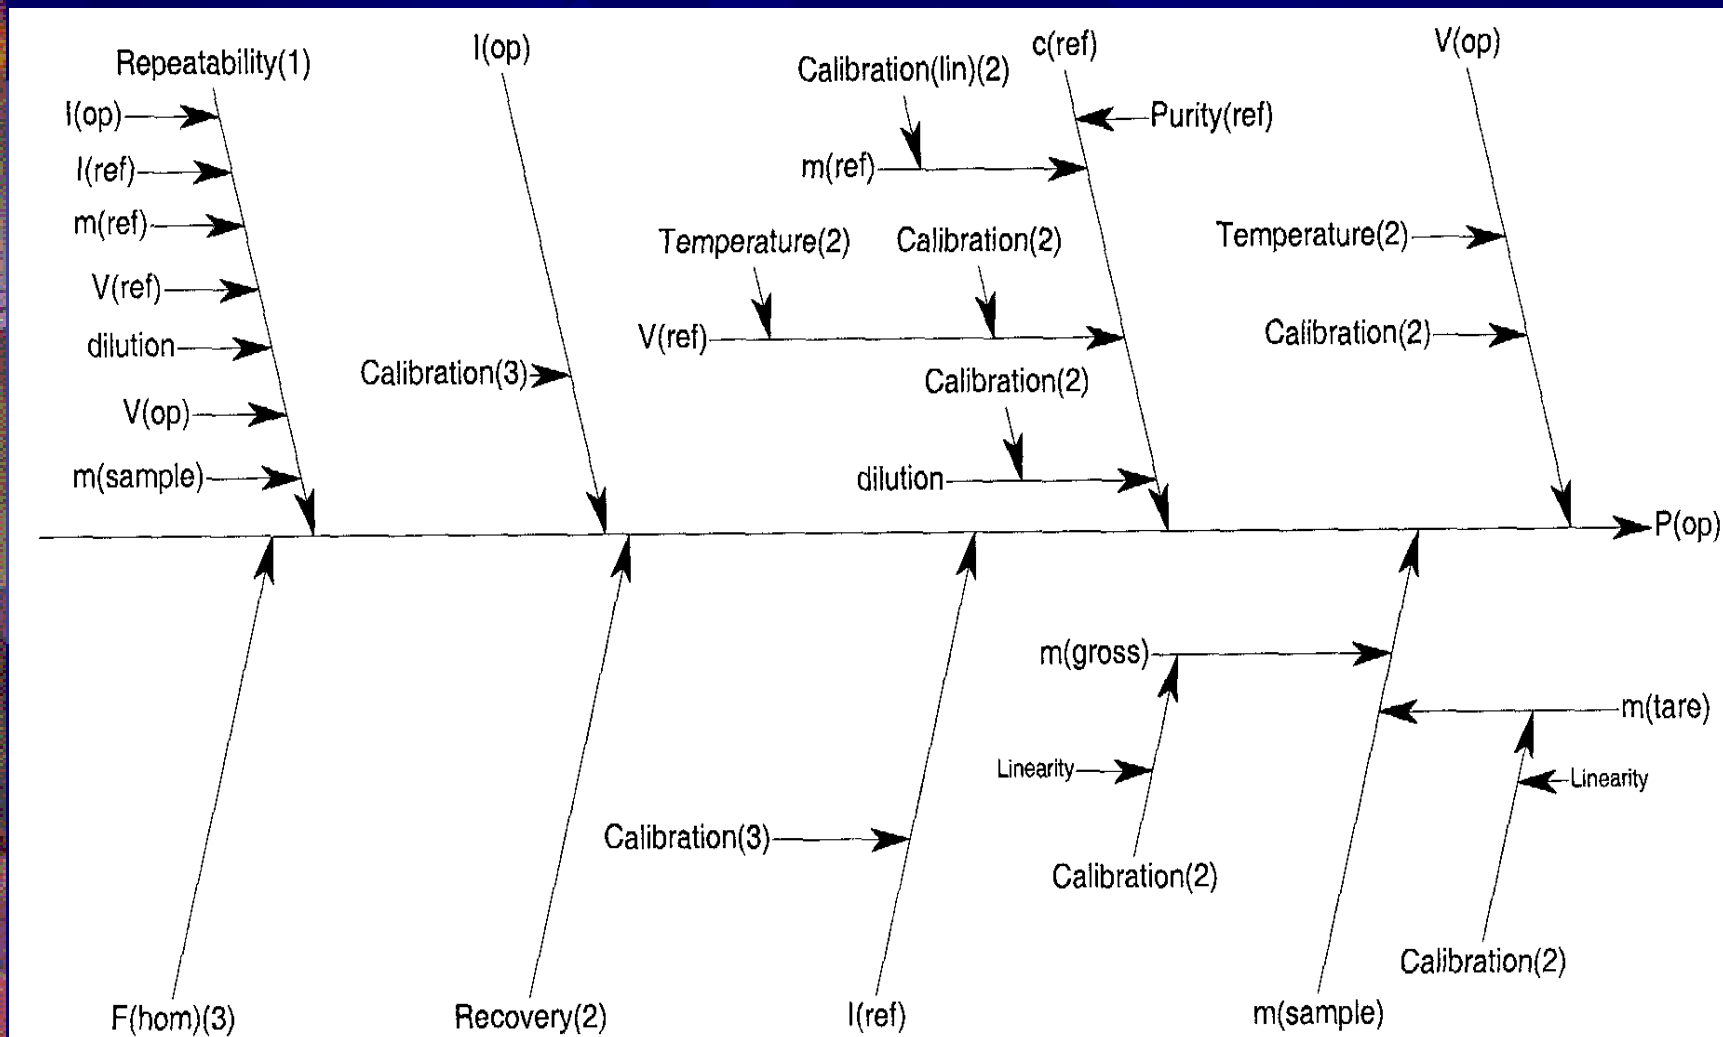 Repeatability(1)
I(op)
I(ref)
m(ref)
V(ref)
dilution
V(op)
m(sample)
I(op)
Calibration(3)
c(ref)
Calibration(lin)(2)
Purity(ref)
m(ref)
Temperature(2)
Calibration(2)
V(ref)
Calibration(2)
dilution
V(op)
Temperature(2)
Calibration(2)
P(op)
F(hom)(3)
Recovery(2)
Calibration(3)
I(ref)
m(gross)
Linearity
Calibration(2)
m(tare)
Linearity
Calibration(2)
m(sample)